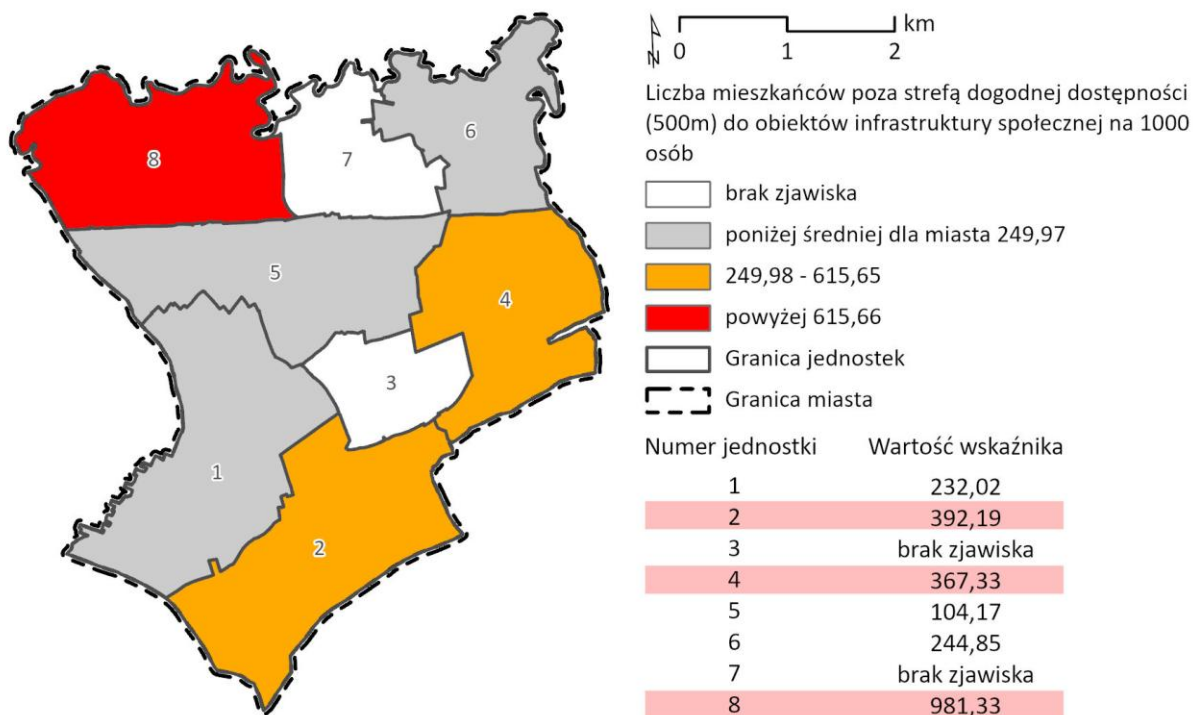 km
0 1 2
Liczba mieszkańców poza strefą dogodnej dostępności
(500m) do obiektów infrastruktury społecznej na 1000
osób
brak zjawiska
poniżej średniej dla miasta 249,97
249,98 - 615,65
powyżej 615,66
Granica jednostek
Granica miasta
Numer jednostki Wartość wskaźnika
1 232,02
2 392,19
3 brak zjawiska
4 367,33
5 104,17
6 244,85
7 brak zjawiska
8 981,33
6
8
7
5
4
3
1
2